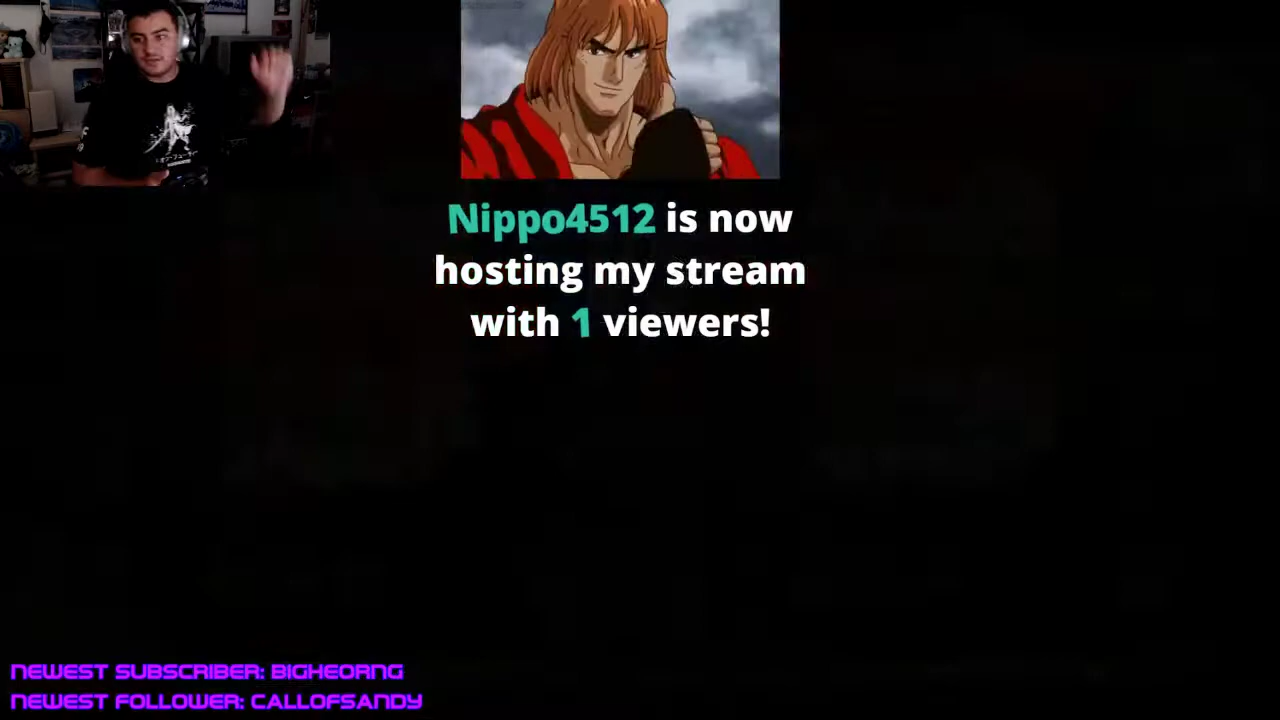 Nippo4512 is now
hosting my stream
with 1 viewers!
NEWEST SUBSCRIBER: BIGHEORNG
NEWEST FOLLOWER: CALLOFSANDY